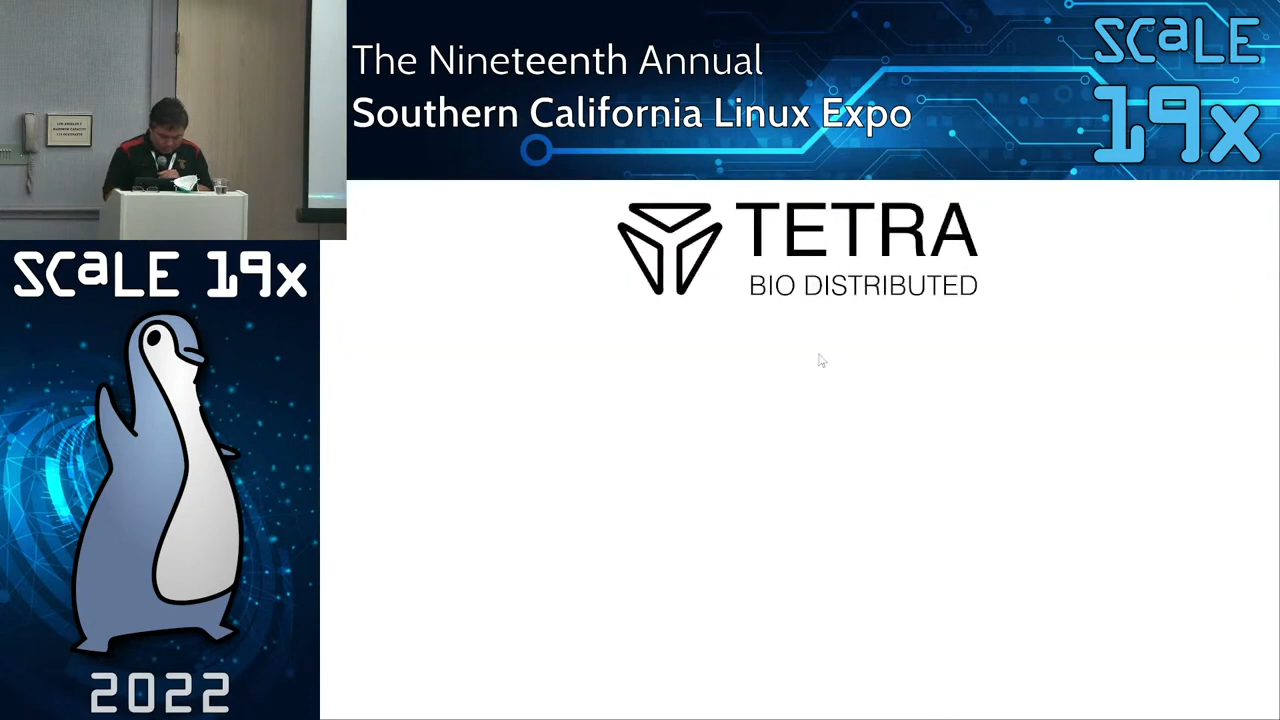 The Nineteenth Annual
Southern California Linux Expo
SCaLE
19x
TETRA
BIO DISTRIBUTED
SCaLE 19x
2022